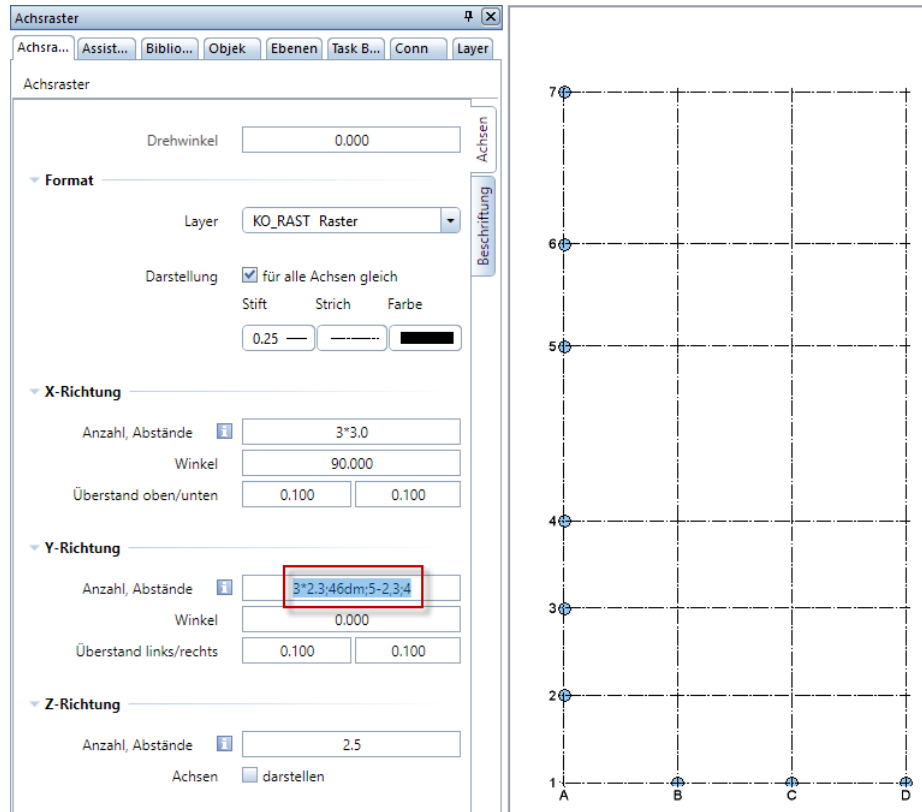 Achsraster
Achsra... Assist... Biblio... Objek Ebenen Task B... Conn Layer
Achsraster
Achsen
Beschriftung
Drehwinkel 0.000
Format
Layer KO_RAST Raster
Darstellung für alle Achsen gleich
Stift Strich Farbe
0.25
X-Richtung
Anzahl, Abstände i 3*3.0
Winkel 90.000
Überstand oben/unten 0.100 0.100
Y-Richtung
Anzahl, Abstände i 3*2.3;46dm;5-2,3;4
Winkel 0.000
Überstand links/rechts 0.100 0.100
Z-Richtung
Anzahl, Abstände i 2.5
Achsen darstellen
7
6
5
4
3
2
1
A B C D